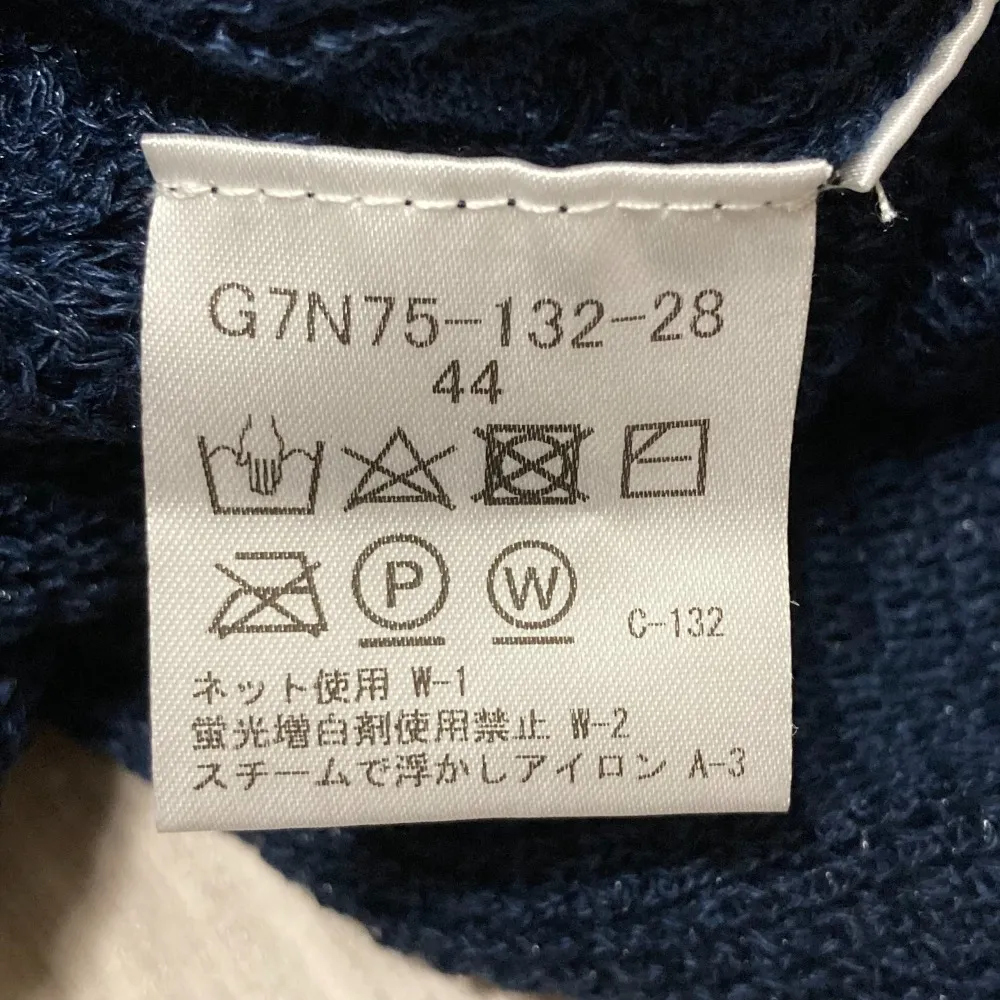 G7N75-132-28
44
P W C-132
ネット使用 W-1
蛍光増白剤使用禁止 W-2
スチームで浮かしアイロン A-3